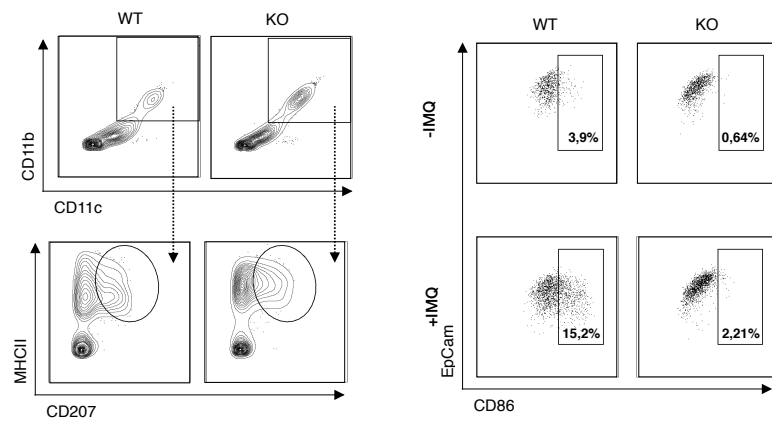 WT
KO
CD11b
CD11c
MHCII
CD207
WT
KO
-IMQ
3,9%
0,64%
+IMQ
15,2%
2,21%
EpCam
CD86